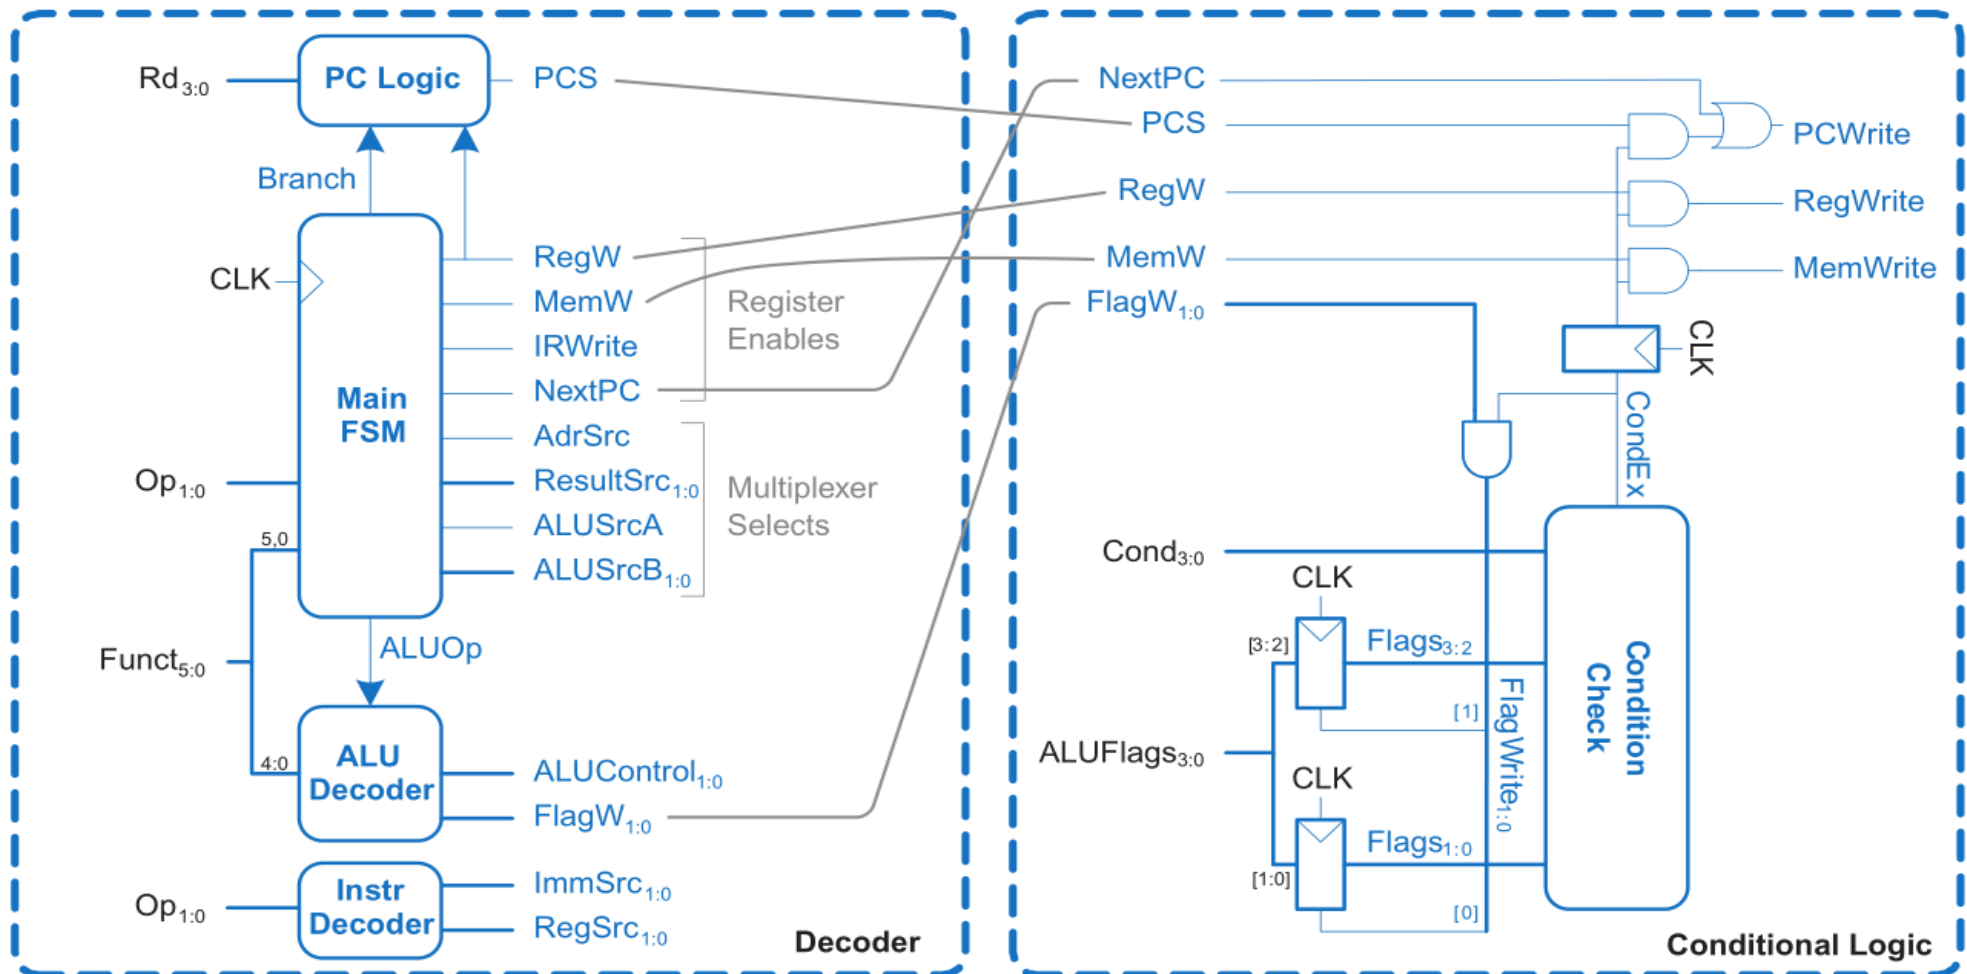 Rd3:0
PC Logic
PCS
Branch
CLK
Main
FSM
RegW
MemW
IRWrite
NextPC
Register
Enables
AdrSrc
ResultSrc1:0
ALUSrcA
ALUSrcB1:0
Multiplexer
Selects
Op1:0
5,0
Funct5:0
ALUOp
4:0
ALU
Decoder
ALUControl1:0
FlagW1:0
Op1:0
Instr
Decoder
ImmSrc1:0
RegSrc1:0
Decoder
NextPC
PCS
RegW
MemW
FlagW1:0
PCWrite
RegWrite
MemWrite
CLK
CondEx
Cond3:0
CLK
[3:2]
Flags3:2
[1]
FlagWrite1:0
ALUFlags3:0
CLK
Flags1:0
[1:0]
[0]
Condition
Check
Conditional Logic